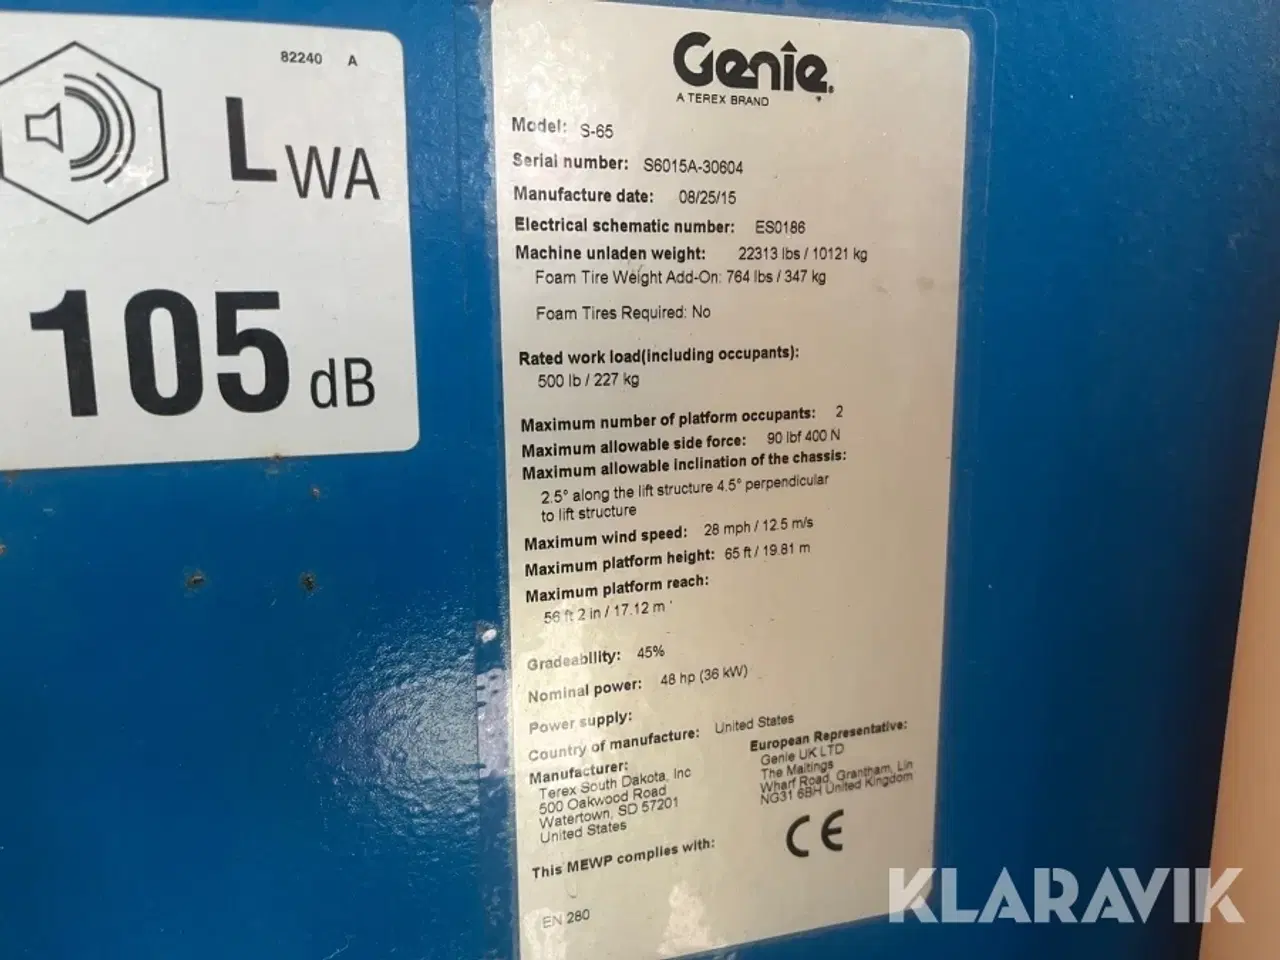 82240 A
LWA
105 dB
Genie
A TEREX BRAND
Model: S-65
Serial number: S6015A-30604
Manufacture date: 08/25/15
Electrical schematic number: ES0186
Machine unladen weight: 22313 lbs / 10121 kg
Foam Tire Weight Add-On: 764 lbs / 347 kg
Foam Tires Required: No
Rated work load(including occupants):
500 lb / 227 kg
Maximum number of platform occupants: 2
Maximum allowable side force: 90 lbf 400 N
Maximum allowable inclination of the chassis:
2.5° along the lift structure 4.5° perpendicular
to lift structure
Maximum wind speed: 28 mph / 12.5 m/s
Maximum platform height: 65 ft / 19.81 m
Maximum platform reach:
56 ft 2 in / 17.12 m
Gradeability: 45%
Nominal power: 48 hp (36 kW)
Power supply:
Country of manufacture: United States
Manufacturer:
Terex South Dakota, Inc
500 Oakwood Road
Watertown, SD 57201
United States
European Representative:
Genie UK LTD
The Maltings
Wharf Road, Grantham, Lin
NG31 6BH United Kingdom
This MEWP complies with:
CE
EN 280
KLARAVIK